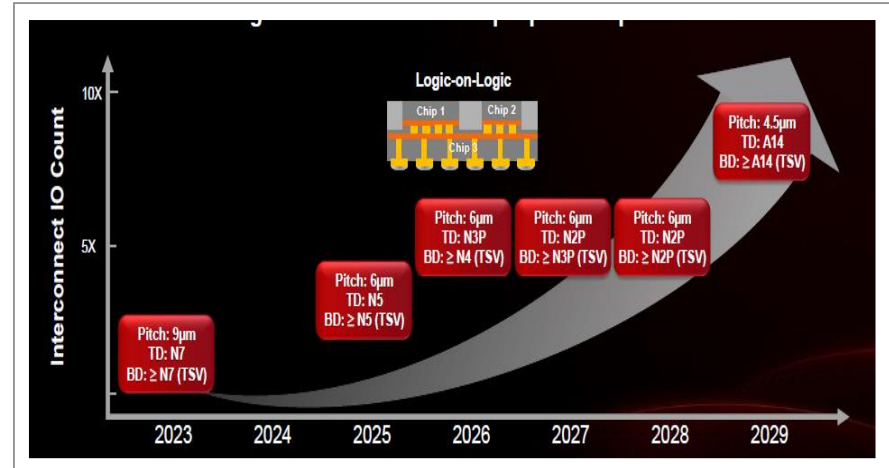 Interconnect IO Count
10X
5X
Logic-on-Logic
Chip 1
Chip 2
Chip 3
Pitch: 9µm
TD: N7
BD: ≥ N7 (TSV)
Pitch: 6µm
TD: N5
BD: ≥ N5 (TSV)
Pitch: 6µm
TD: N3P
BD: ≥ N4 (TSV)
Pitch: 6µm
TD: N2P
BD: ≥ N3P (TSV)
Pitch: 6µm
TD: N2P
BD: ≥ N2P (TSV)
Pitch: 4.5µm
TD: A14
BD: ≥ A14 (TSV)
2023
2024
2025
2026
2027
2028
2029